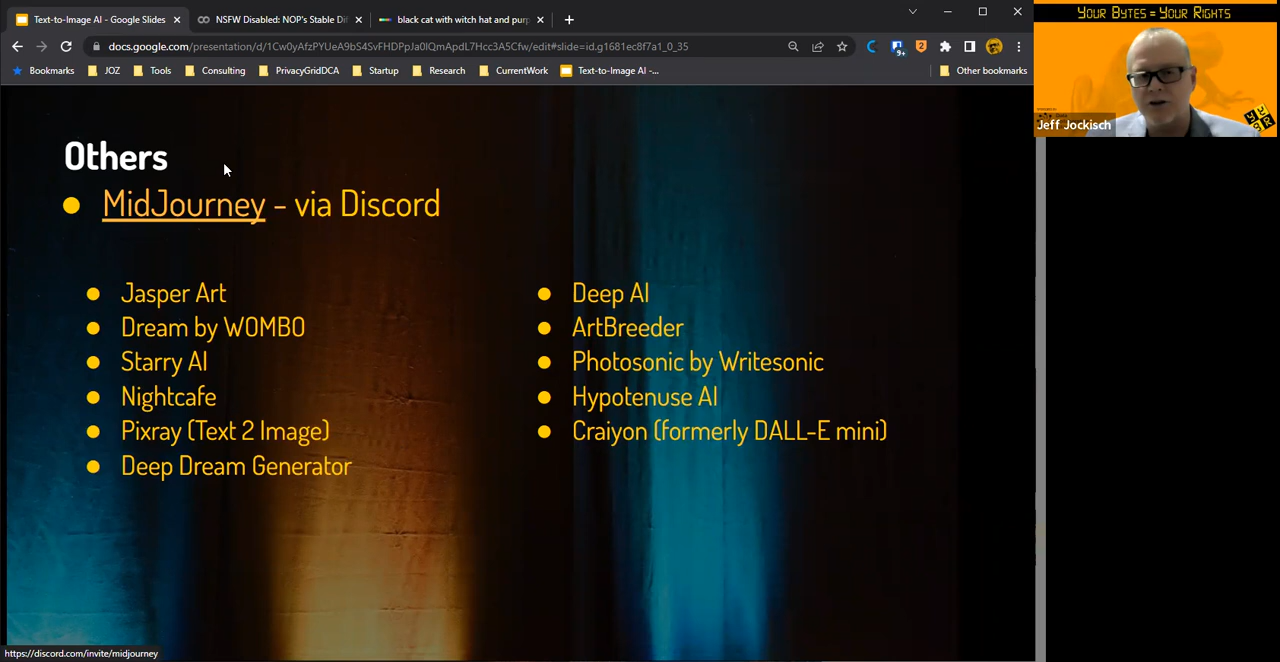 Text-to-Image AI - Google Slides
NSFW Disabled: NOP's Stable Dif
black cat with witch hat and purp
docs.google.com/presentation/d/1Cw0yAfzPYUeA9bS4SvFHDPpJa0lQmApdL7Hcc3A5Cfw/edit#slide=id.g1681ec8f7a1_0_35
9+
2
Bookmarks
JOZ
Tools
Consulting
PrivacyGridDCA
Startup
Research
CurrentWork
Text-to-Image AI -...
Other bookmarks
YOUR BYTES = YOUR RIGHTS
Jeff Jockisch
Others
MidJourney - via Discord
Jasper Art
Dream by WOMBO
Starry AI
Nightcafe
Pixray (Text 2 Image)
Deep Dream Generator
Deep AI
ArtBreeder
Photosonic by Writesonic
Hypotenuse AI
Craiyon (formerly DALL-E mini)
https://discord.com/invite/midjourney